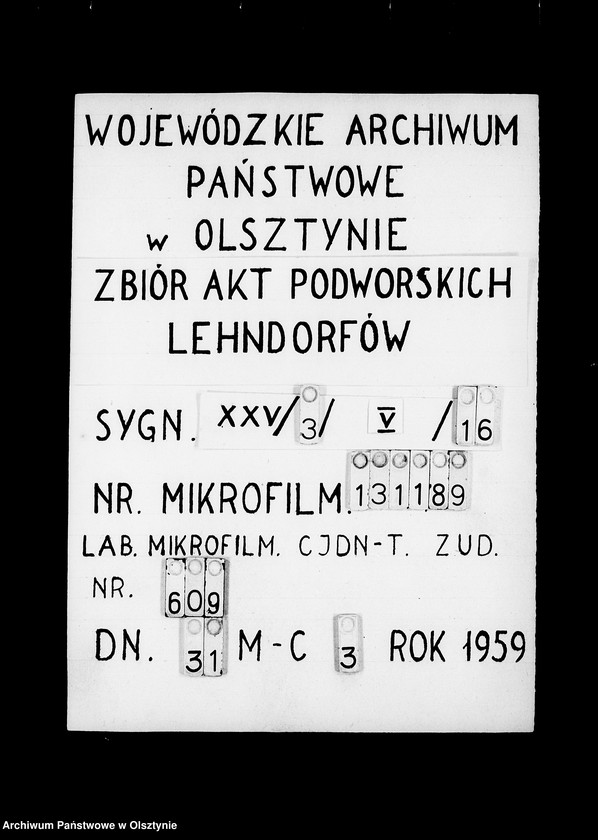 WOJEWÓDZKIE ARCHIWUM
PAŃSTWOWE
w OLSZTYNIE
ZBIÓR AKT PODWORSKICH
LEHNDORFÓW
SYGN. XXV/3/ V /16
NR. MIKROFILM. 131189
LAB. MIKROFILM. CJDN-T. ZUD.
NR. 609
DN. 31 M-C 3 ROK 1959
Archiwum Państwowe w Olsztynie